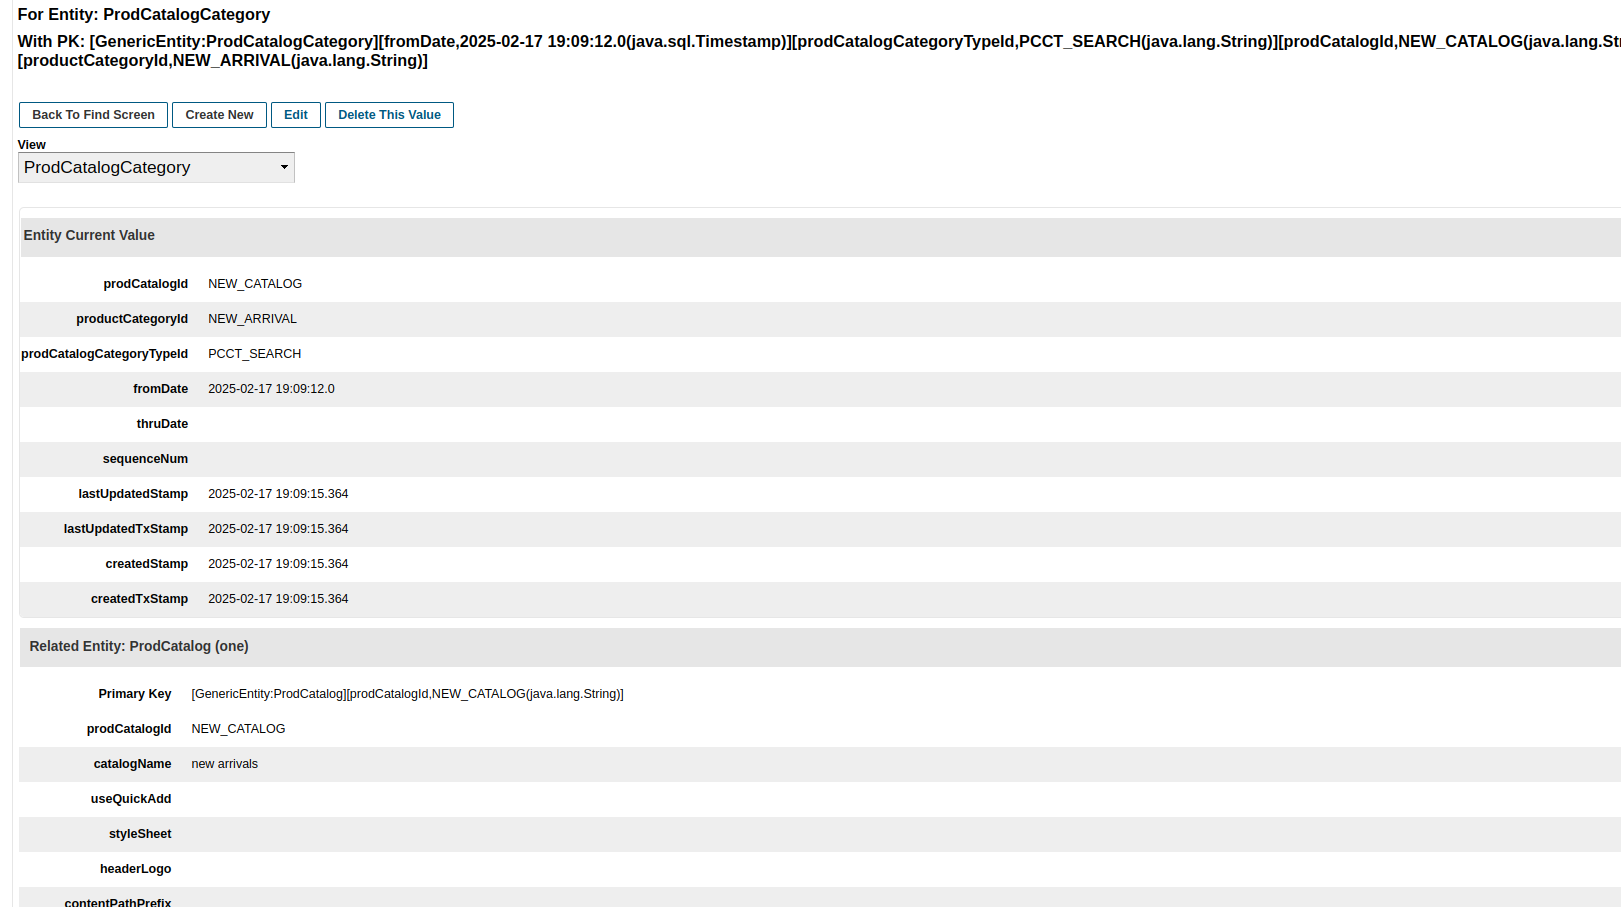 For Entity: ProdCatalogCategory
With PK: [GenericEntity:ProdCatalogCategory][fromDate,2025-02-17 19:09:12.0(java.sql.Timestamp)][prodCatalogCategoryTypeId,PCCT_SEARCH(java.lang.String)][prodCatalogId,NEW_CATALOG(java.lang.Str
[productCategoryId,NEW_ARRIVAL(java.lang.String)]
Back To Find Screen Create New Edit Delete This Value
View
ProdCatalogCategory
Entity Current Value
prodCatalogId NEW_CATALOG
productCategoryId NEW_ARRIVAL
prodCatalogCategoryTypeId PCCT_SEARCH
fromDate 2025-02-17 19:09:12.0
thruDate
sequenceNum
lastUpdatedStamp 2025-02-17 19:09:15.364
lastUpdatedTxStamp 2025-02-17 19:09:15.364
createdStamp 2025-02-17 19:09:15.364
createdTxStamp 2025-02-17 19:09:15.364
Related Entity: ProdCatalog (one)
Primary Key [GenericEntity:ProdCatalog][prodCatalogId,NEW_CATALOG(java.lang.String)]
prodCatalogId NEW_CATALOG
catalogName new arrivals
useQuickAdd
styleSheet
headerLogo
contentPathPrefix